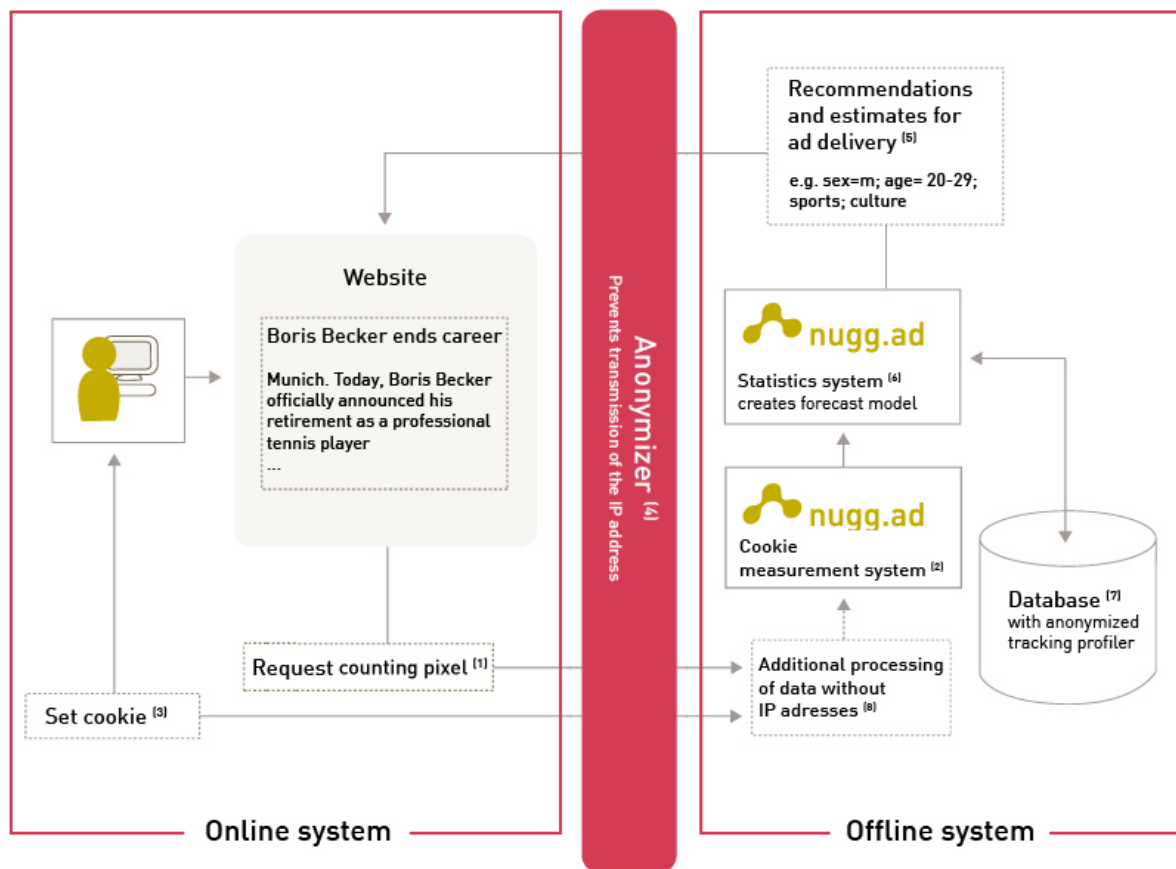 Website
Boris Becker ends career
Munich. Today, Boris Becker
officially announced his
retirement as a professional
tennis player
...
Request counting pixel (1)
Set cookie (3)
Online system
Anonymizer (4)
Prevents transmission of the IP address
Recommendations
and estimates for
ad delivery (5)
e.g. sex=m; age= 20-29;
sports; culture
nugg.ad
Statistics system (6)
creates forecast model
nugg.ad
Cookie
measurement system (2)
Database (7)
with anonymized
tracking profiler
Additional processing
of data without
IP adresses (8)
Offline system